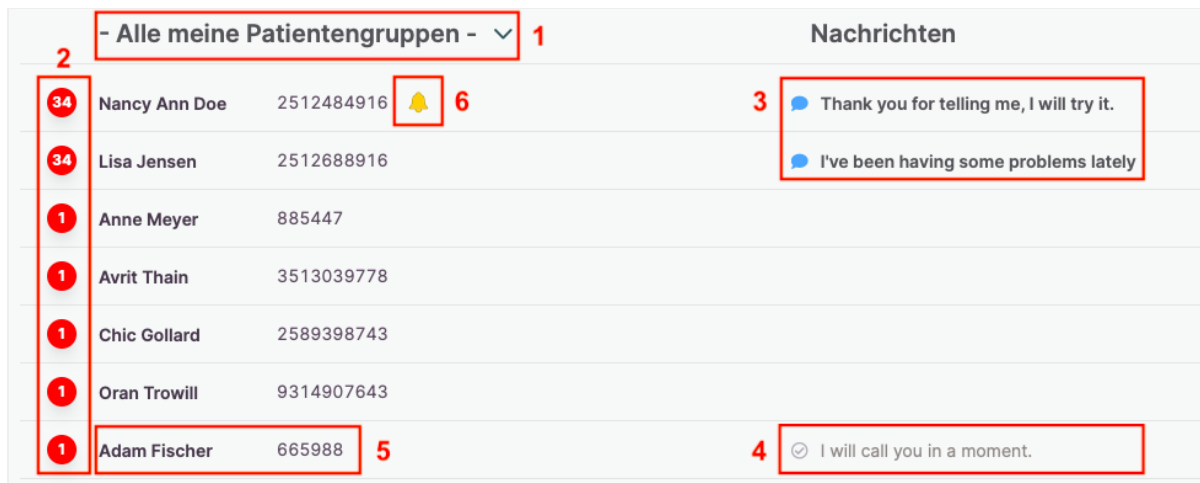 - Alle meine Patientengruppen - 1 Nachrichten
2
34 Nancy Ann Doe 2512484916 6 3 Thank you for telling me, I will try it.
34 Lisa Jensen 2512688916 I've been having some problems lately
1 Anne Meyer 885447
1 Avrit Thain 3513039778
1 Chic Gollard 2589398743
1 Oran Trowill 9314907643
1 Adam Fischer 665988 5 4 I will call you in a moment.